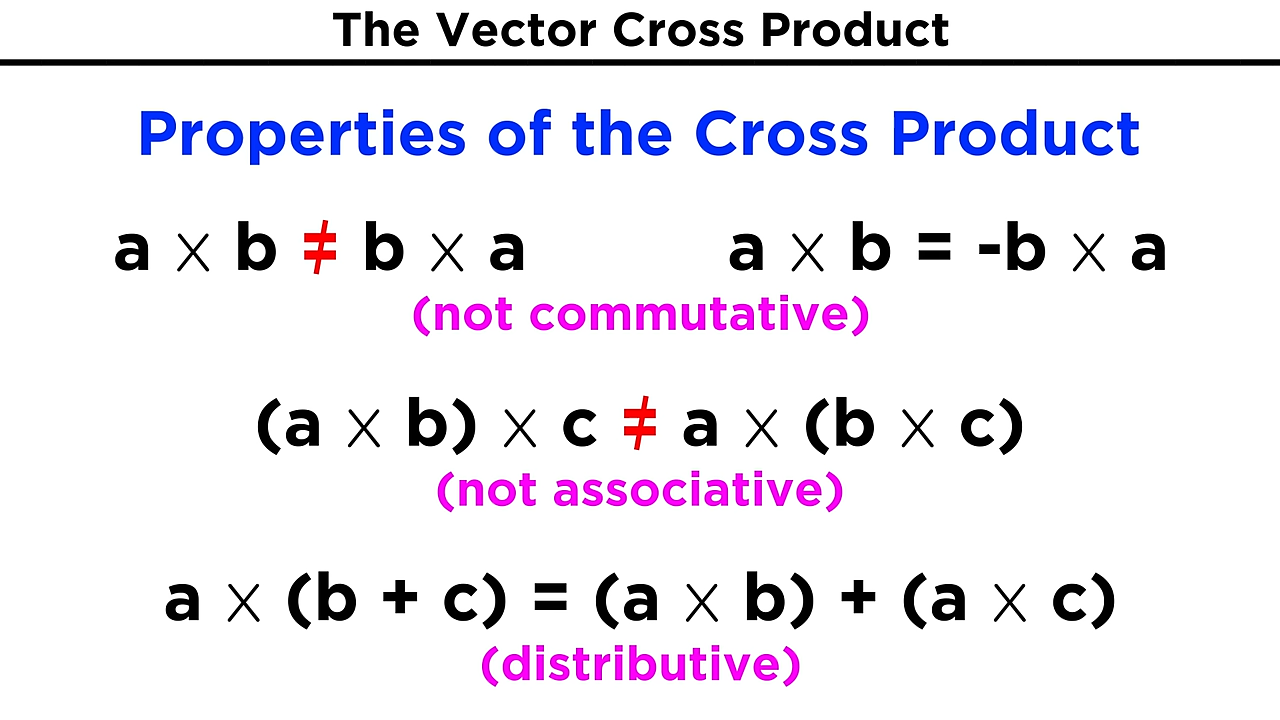 The Vector Cross Product
Properties of the Cross Product
a × b ≠ b × a a × b = -b × a
(not commutative)
(a × b) × c ≠ a × (b × c)
(not associative)
a × (b + c) = (a × b) + (a × c)
(distributive)